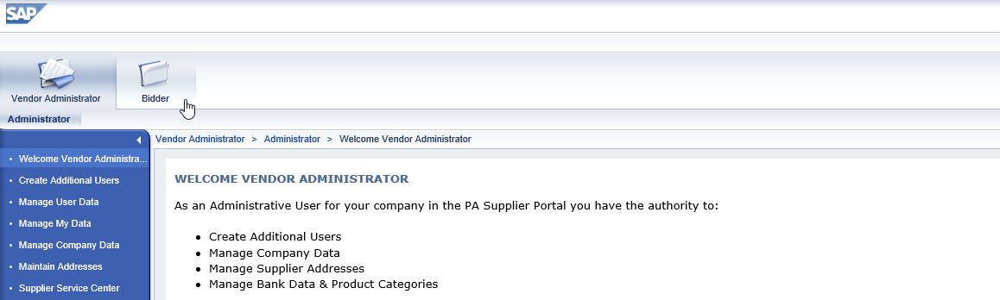 SAP
Vendor Administrator
Bidder
Administrator
Vendor Administrator > Administrator > Welcome Vendor Administrator
• Welcome Vendor Administra...
• Create Additional Users
• Manage User Data
• Manage My Data
• Manage Company Data
• Maintain Addresses
• Supplier Service Center
WELCOME VENDOR ADMINISTRATOR
As an Administrative User for your company in the PA Supplier Portal you have the authority to:
• Create Additional Users
• Manage Company Data
• Manage Supplier Addresses
• Manage Bank Data & Product Categories